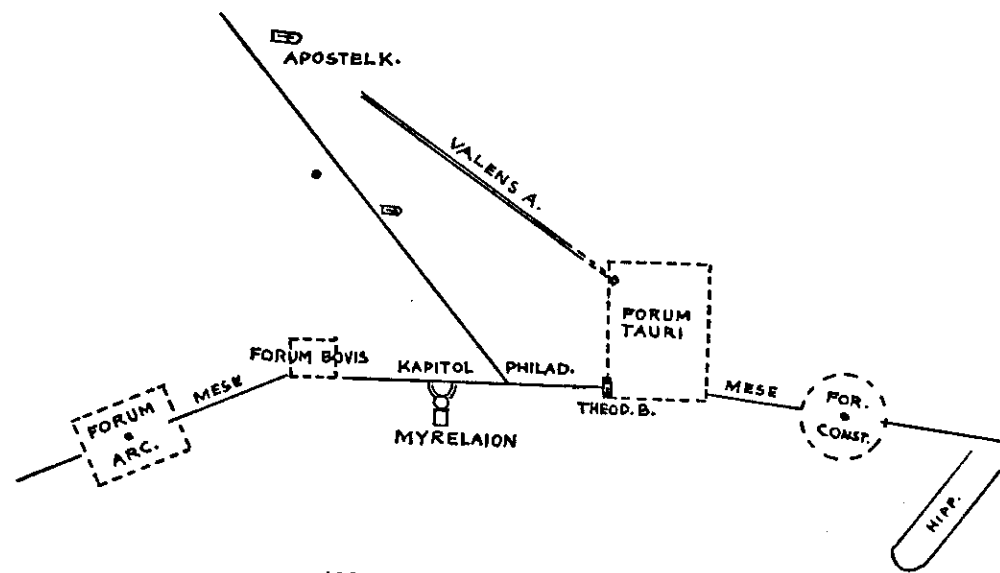 APOSTELK.
VALENS A.
FORUM
TAURI
FORUM BOVIS
KAPITOL
PHILAD.
MESE
MESE
THEOD. B.
FOR.
CONST.
FORUM
ARC.
MYRELAION
HIPP.